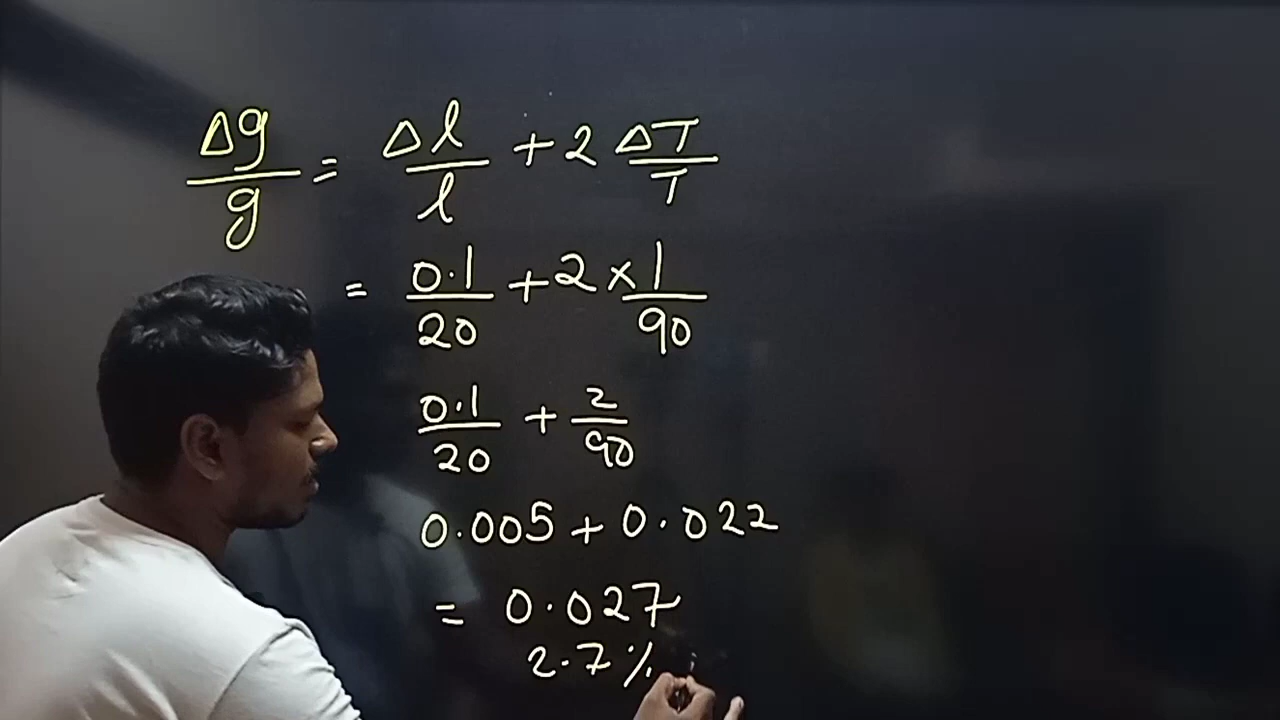 Δg/g = Δl/l + 2 ΔT/T
= 0.1/20 + 2 × 1/90
0.1/20 + 2/90
0.005 + 0.022
= 0.027
2.7%